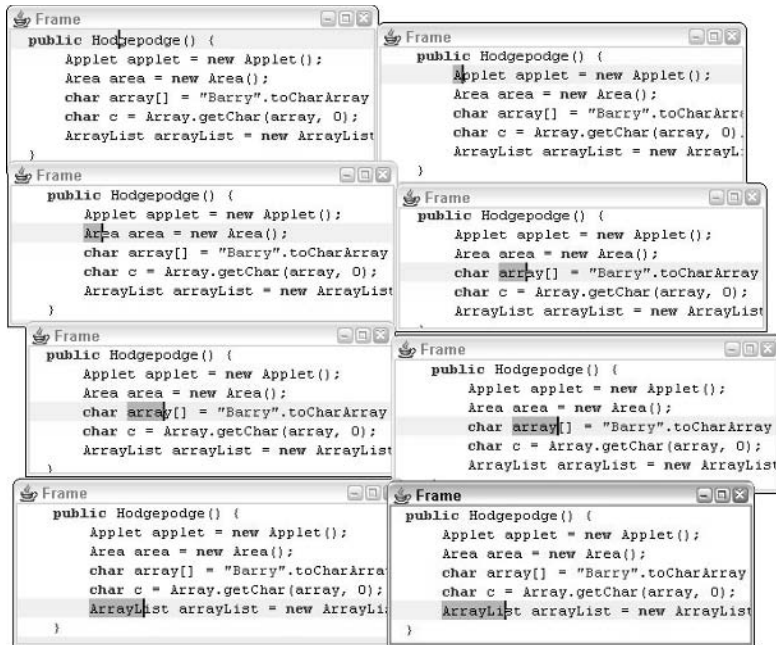 Frame
public Hodgepodge() {
Applet applet = new Applet();
Area area = new Area();
char array[] = "Barry".toCharArray
char c = Array.getChar(array, 0);
ArrayList arrayList = new ArrayList
}
Frame
public Hodgepodge() {
Applet applet = new Applet();
Area area = new Area();
char array[] = "Barry".toCharArra
char c = Array.getChar(array, 0).
ArrayList arrayList = new ArrayL
}
Frame
public Hodgepodge() {
Applet applet = new Applet();
Area area = new Area();
char array[] = "Barry".toCharArray
char c = Array.getChar(array, 0);
ArrayList arrayList = new ArrayList
}
Frame
public Hodgepodge() {
Applet applet = new Applet();
Area area = new Area();
char array[] = "Barry".toCharArray
char c = Array.getChar(array, 0);
ArrayList arrayList = new ArrayList
Frame
public Hodgepodge() {
Applet applet = new Applet();
Area area = new Area();
char array[] = "Barry".toCharArray
char c = Array.getChar(array, 0);
ArrayList arrayList = new ArrayList
}
Frame
public Hodgepodge() {
Applet applet = new Applet();
Area area = new Area();
char array[] = "Barry".toCharArray
char c = Array.getChar(array, 0);
ArrayList arrayList = new ArrayList
Frame
public Hodgepodge() {
Applet applet = new Applet();
Area area = new Area();
char array[] = "Barry".toCharArra
char c = Array.getChar(array, 0);
ArrayList arrayList = new ArrayLi
}
Frame
public Hodgepodge() {
Applet applet = new Applet();
Area area = new Area();
char array[] = "Barry".toCharArray
char c = Array.getChar(array, 0);
ArrayList arrayList = new ArrayList
}